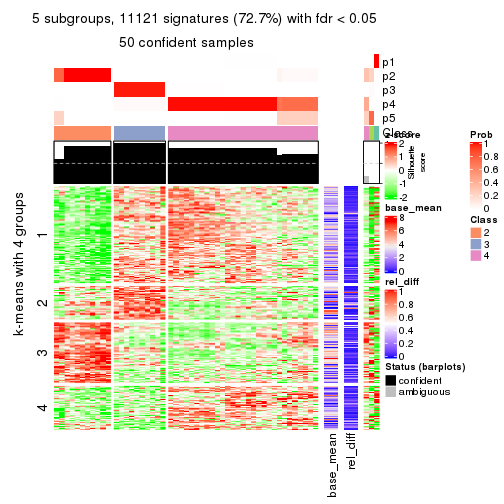 5 subgroups, 11121 signatures (72.7%) with fdr < 0.05
50 confident samples
p1
p2
p3
p4
p5
Class
z-score
2
1
0
-1
-2
Silhouette
score
Prob
1
0.8
0.6
0.4
0.2
0
Class
2
3
4
base_mean
8
6
4
2
0
rel_diff
1
0.8
0.6
0.4
0.2
0
Status (barplots)
confident
ambiguous
k-means with 4 groups
1
2
3
4
base_mean
rel_diff